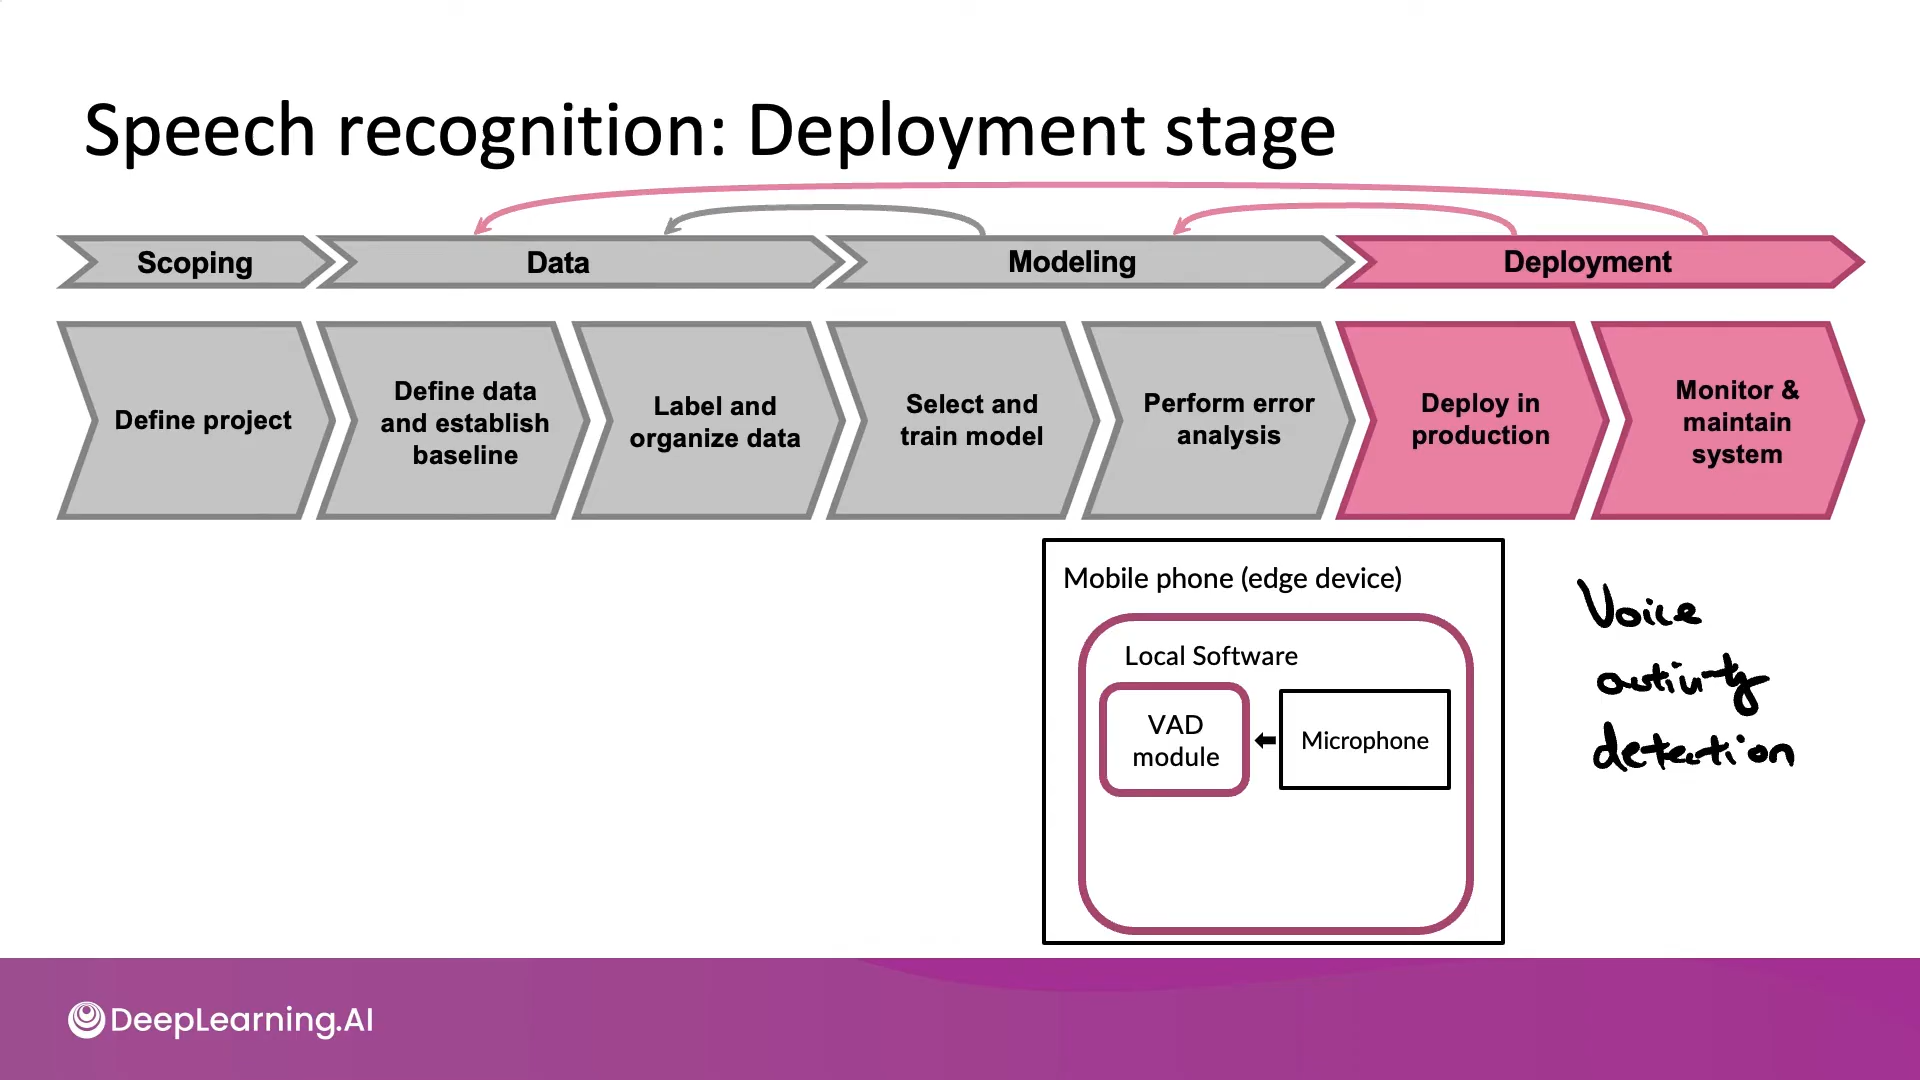 Speech recognition: Deployment stage
Scoping
Data
Modeling
Deployment
Define project
Define data
and establish
baseline
Label and
organize data
Select and
train model
Perform error
analysis
Deploy in
production
Monitor &
maintain
system
Mobile phone (edge device)
Local Software
VAD
module
Microphone
Voice
activity
detection
DeepLearning.AI